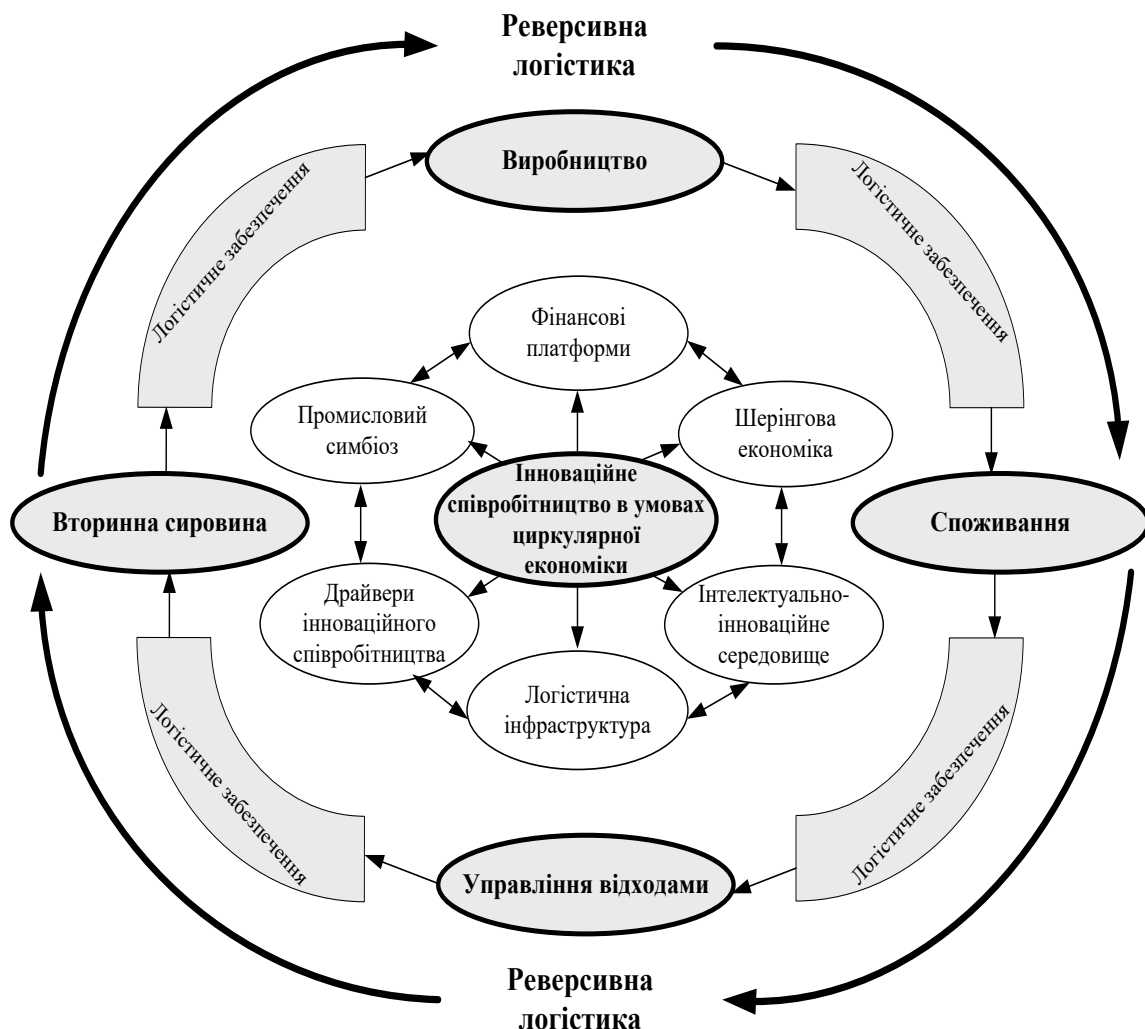 Реверсивна
логістика
Виробництво
Логістичне забезпечення
Логістичне забезпечення
Фінансові
платформи
Промисловий
симбіоз
Шерінгова
економіка
Інноваційне
співробітництво в умовах
циркулярної
економіки
Вторинна сировина
Споживання
Драйвери
інноваційного
співробітництва
Інтелектуально-
інноваційне
середовище
Логістична
інфраструктура
Логістичне забезпечення
Логістичне забезпечення
Управління відходами
Реверсивна
логістика